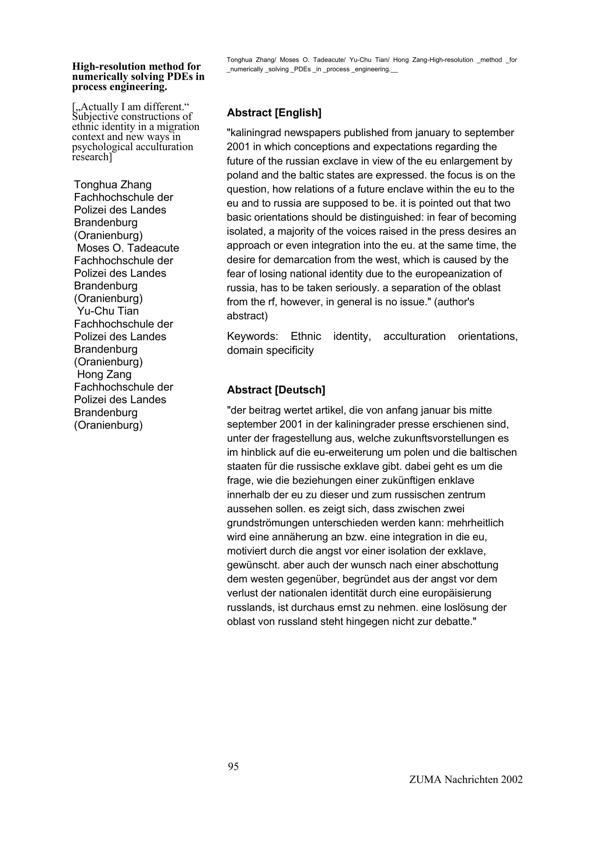 High-resolution method for
numerically solving PDEs in
process engineering.
[„Actually I am different.“
Subjective constructions of
ethnic identity in a migration
context and new ways in
psychological acculturation
research]
Tonghua Zhang
Fachhochschule der
Polizei des Landes
Brandenburg
(Oranienburg)
Moses O. Tadeacute
Fachhochschule der
Polizei des Landes
Brandenburg
(Oranienburg)
Yu-Chu Tian
Fachhochschule der
Polizei des Landes
Brandenburg
(Oranienburg)
Hong Zang
Fachhochschule der
Polizei des Landes
Brandenburg
(Oranienburg)
Tonghua Zhang/ Moses O. Tadeacute/ Yu-Chu Tian/ Hong Zang-High-resolution _method _for
_numerically _solving _PDEs _in _process _engineering.__
Abstract [English]
"kaliningrad newspapers published from january to september
2001 in which conceptions and expectations regarding the
future of the russian exclave in view of the eu enlargement by
poland and the baltic states are expressed. the focus is on the
question, how relations of a future enclave within the eu to the
eu and to russia are supposed to be. it is pointed out that two
basic orientations should be distinguished: in fear of becoming
isolated, a majority of the voices raised in the press desires an
approach or even integration into the eu. at the same time, the
desire for demarcation from the west, which is caused by the
fear of losing national identity due to the europeanization of
russia, has to be taken seriously. a separation of the oblast
from the rf, however, in general is no issue." (author's
abstract)
Keywords: Ethnic identity, acculturation orientations,
domain specificity
Abstract [Deutsch]
"der beitrag wertet artikel, die von anfang januar bis mitte
september 2001 in der kaliningrader presse erschienen sind,
unter der fragestellung aus, welche zukunftsvorstellungen es
im hinblick auf die eu-erweiterung um polen und die baltischen
staaten für die russische exklave gibt. dabei geht es um die
frage, wie die beziehungen einer zukünftigen enklave
innerhalb der eu zu dieser und zum russischen zentrum
aussehen sollen. es zeigt sich, dass zwischen zwei
grundströmungen unterschieden werden kann: mehrheitlich
wird eine annäherung an bzw. eine integration in die eu,
motiviert durch die angst vor einer isolation der exklave,
gewünscht. aber auch der wunsch nach einer abschottung
dem westen gegenüber, begründet aus der angst vor dem
verlust der nationalen identität durch eine europäisierung
russlands, ist durchaus ernst zu nehmen. eine loslösung der
oblast von russland steht hingegen nicht zur debatte."
95
ZUMA Nachrichten 2002